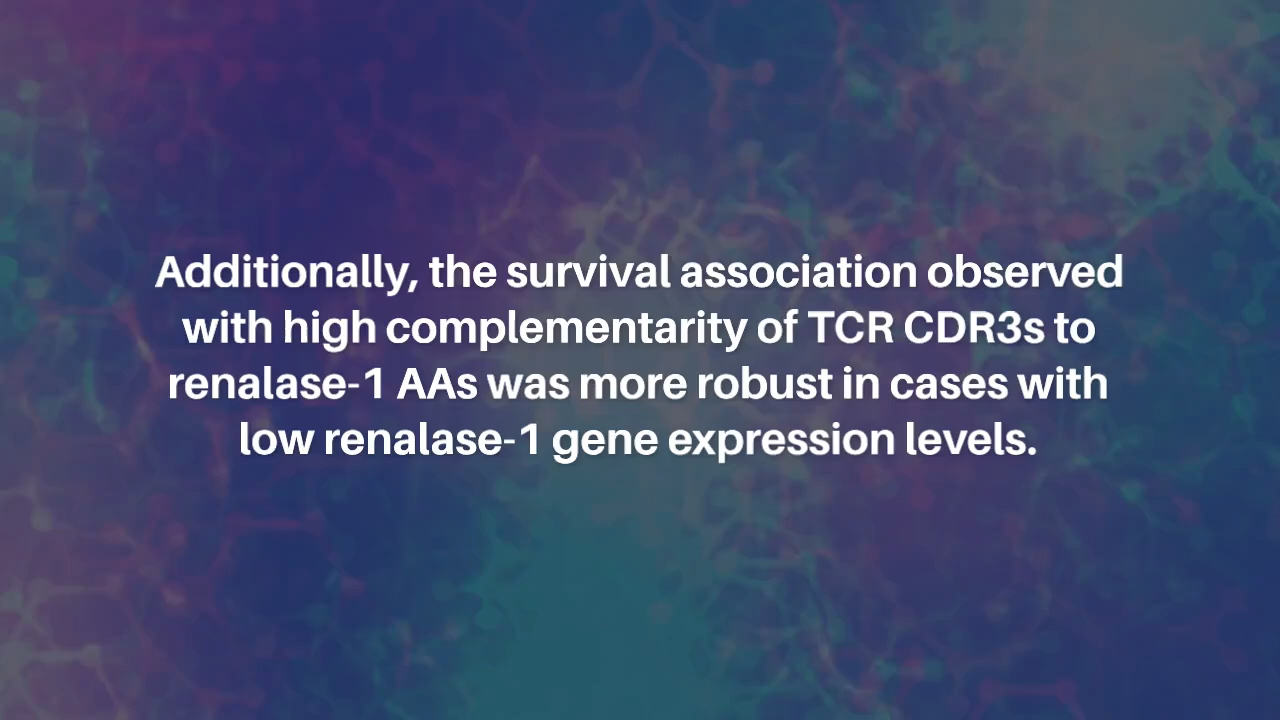 Additionally, the survival association observed
with high complementarity of TCR CDR3s to
renalase-1 AAs was more robust in cases with
low renalase-1 gene expression levels.